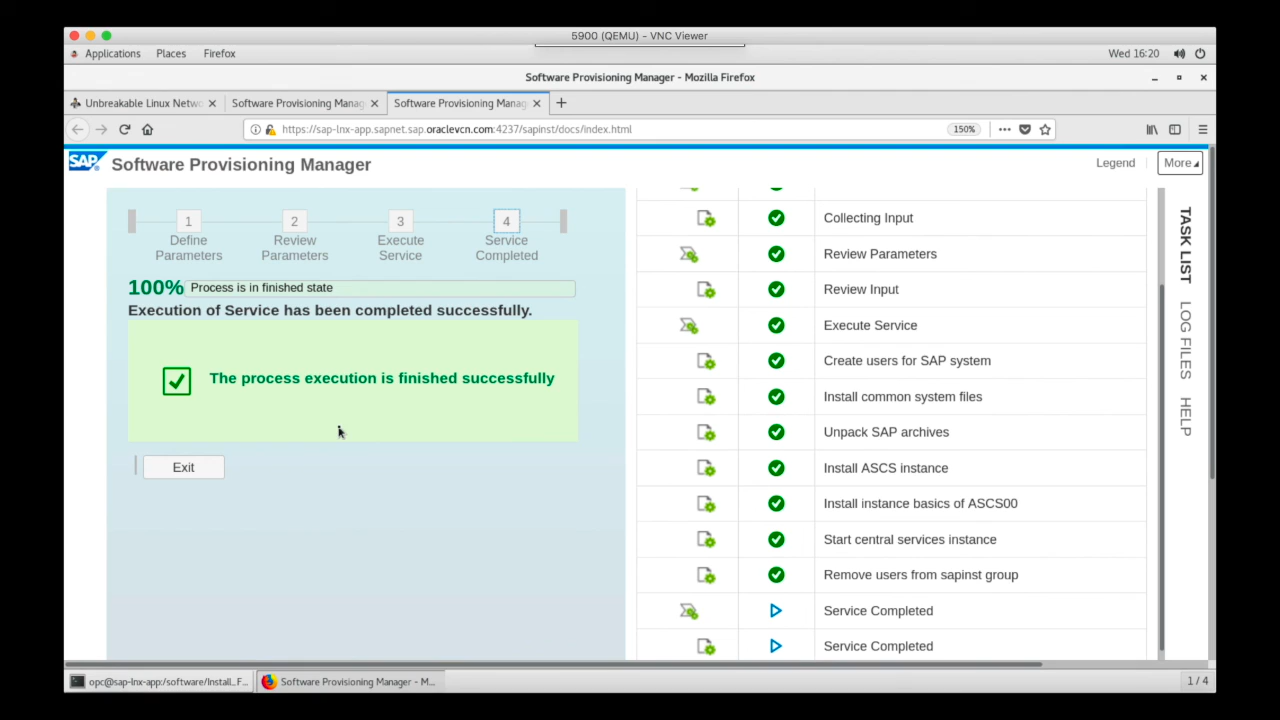 5900 (QEMU) - VNC Viewer
Applications Places Firefox Wed 16:20
Software Provisioning Manager - Mozilla Firefox
Unbreakable Linux Netwo Software Provisioning Manag Software Provisioning Manag
https://sap-lnx-app.sapnet.sap.oraclevcn.com:4237/sapinst/docs/index.html 150%
SAP Software Provisioning Manager Legend More
1 2 3 4
Define Parameters
Review Parameters
Execute Service
Service Completed
100% Process is in finished state
Execution of Service has been completed successfully.
The process execution is finished successfully
Exit
Collecting Input
Review Parameters
Review Input
Execute Service
Create users for SAP system
Install common system files
Unpack SAP archives
Install ASCS instance
Install instance basics of ASCS00
Start central services instance
Remove users from sapinst group
Service Completed
Service Completed
TASK LIST
LOG FILES
HELP
opc@sap-lnx-app:/software/Install_F... Software Provisioning Manager - M... 1 / 4